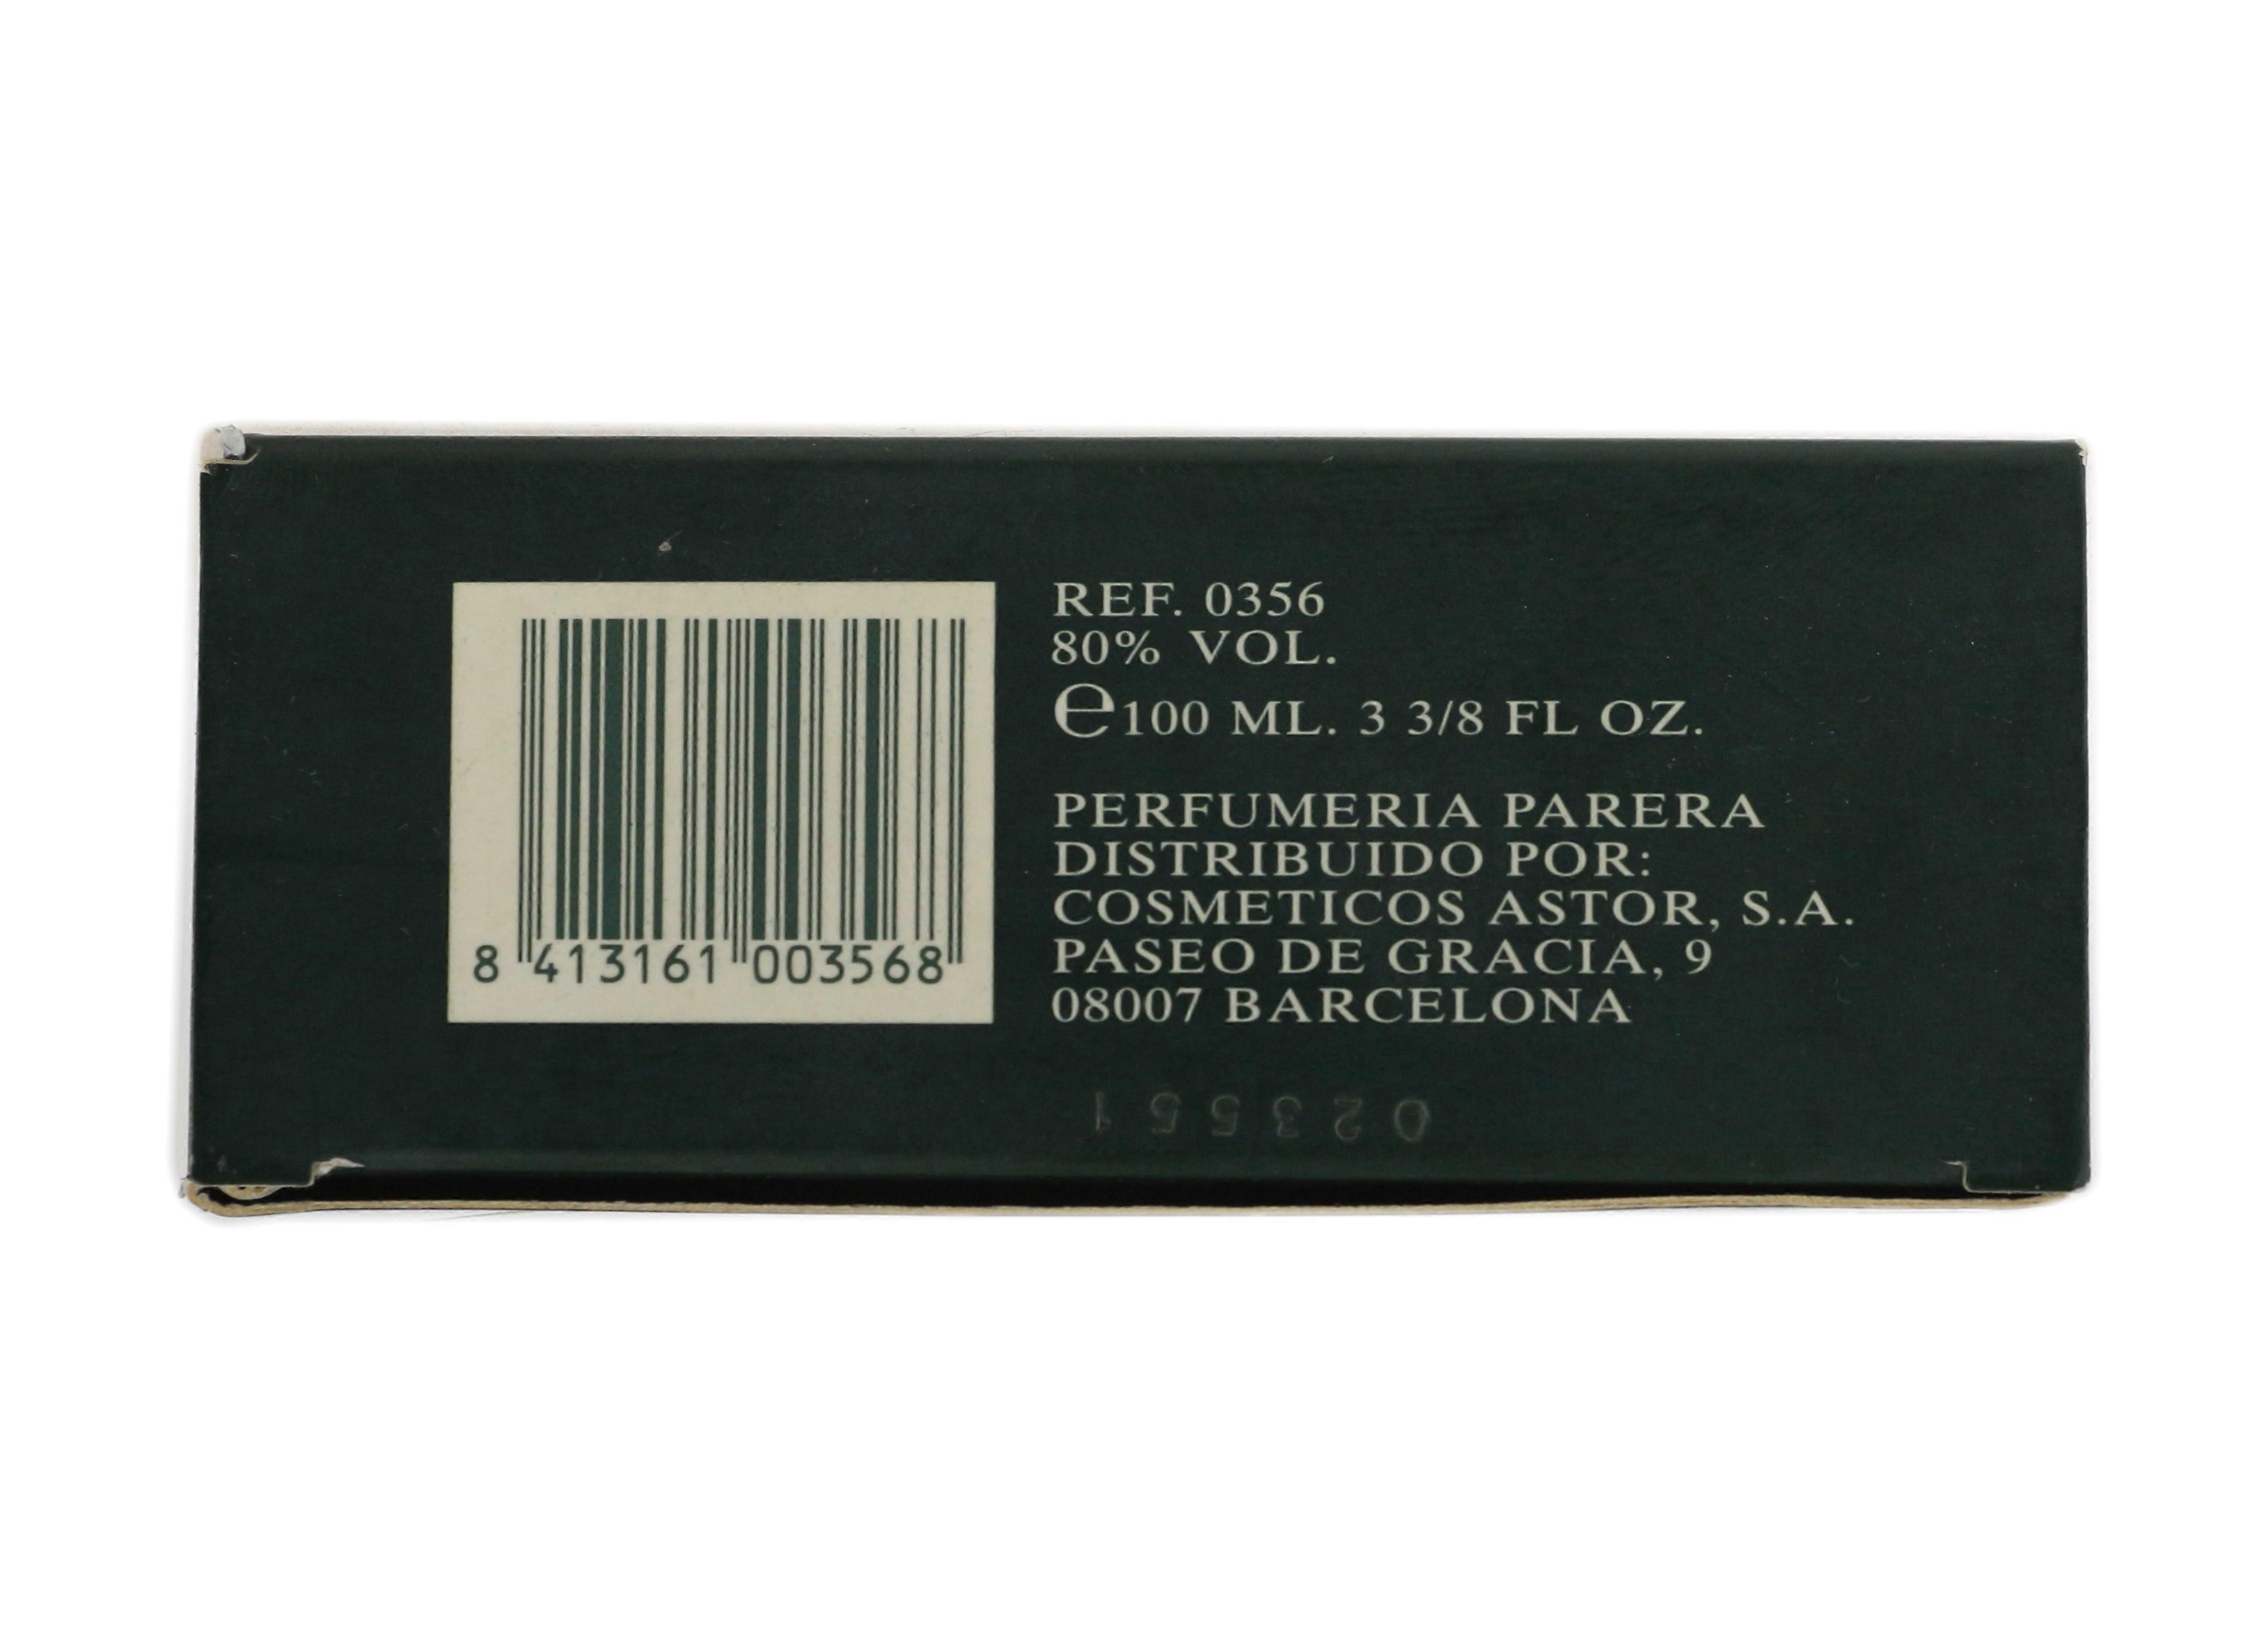 REF. 0356
80% VOL.
℮100 ML. 3 3/8 FL OZ.
PERFUMERIA PARERA
DISTRIBUIDO POR:
COSMETICOS ASTOR, S.A.
PASEO DE GRACIA, 9
08007 BARCELONA
8 413161 003568